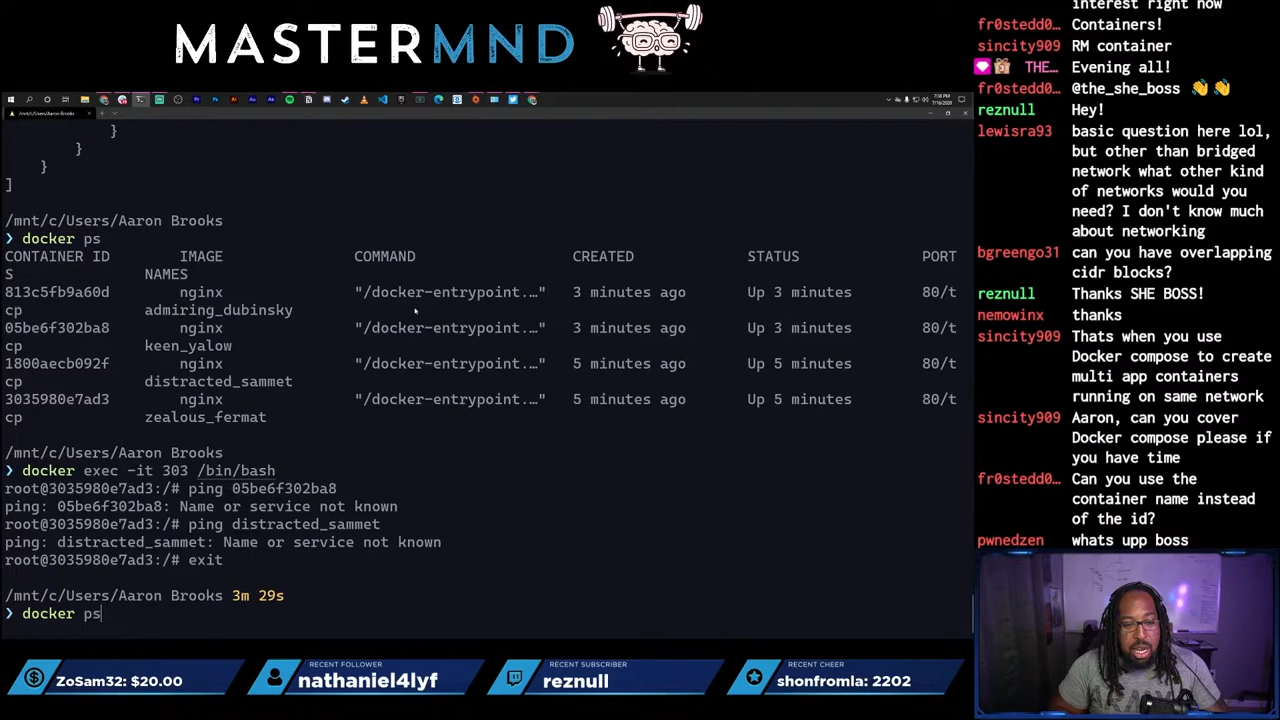 MASTERMND
/mnt/c/Users/Aaron Brooks
}
}
}
]
/mnt/c/Users/Aaron Brooks
❯ docker ps
CONTAINER ID IMAGE COMMAND CREATED STATUS PORT
S NAMES
813c5fb9a60d nginx "/docker-entrypoint.…" 3 minutes ago Up 3 minutes 80/t
cp admiring_dubinsky
05be6f302ba8 nginx "/docker-entrypoint.…" 3 minutes ago Up 3 minutes 80/t
cp keen_yalow
1800aecb092f nginx "/docker-entrypoint.…" 5 minutes ago Up 5 minutes 80/t
cp distracted_sammet
3035980e7ad3 nginx "/docker-entrypoint.…" 5 minutes ago Up 5 minutes 80/t
cp zealous_fermat
/mnt/c/Users/Aaron Brooks
❯ docker exec -it 303 /bin/bash
root@3035980e7ad3:/# ping 05be6f302ba8
ping: 05be6f302ba8: Name or service not known
root@3035980e7ad3:/# ping distracted_sammet
ping: distracted_sammet: Name or service not known
root@3035980e7ad3:/# exit
/mnt/c/Users/Aaron Brooks 3m 29s
❯ docker ps
interest right now
fr0stedd0… Containers!
sincity909 RM container
THE… Evening all!
fr0stedd0… @the_she_boss 👋 👋
reznull Hey!
lewisra93 basic question here lol,
but other than bridged
network what other kind
of networks would you
need? I don't know much
about networking
bgreengo31 can you have overlapping
cidr blocks?
reznull Thanks SHE BOSS!
nemowinx thanks
sincity909 Thats when you use
Docker compose to create
multi app containers
running on same network
sincity909 Aaron, can you cover
Docker compose please if
you have time
fr0stedd0… Can you use the
container name instead
of the id?
pwnedzen whats upp boss
ZoSam32: $20.00
RECENT FOLLOWER
nathaniel4lyf
RECENT SUBSCRIBER
reznull
RECENT CHEER
shonfromla: 2202